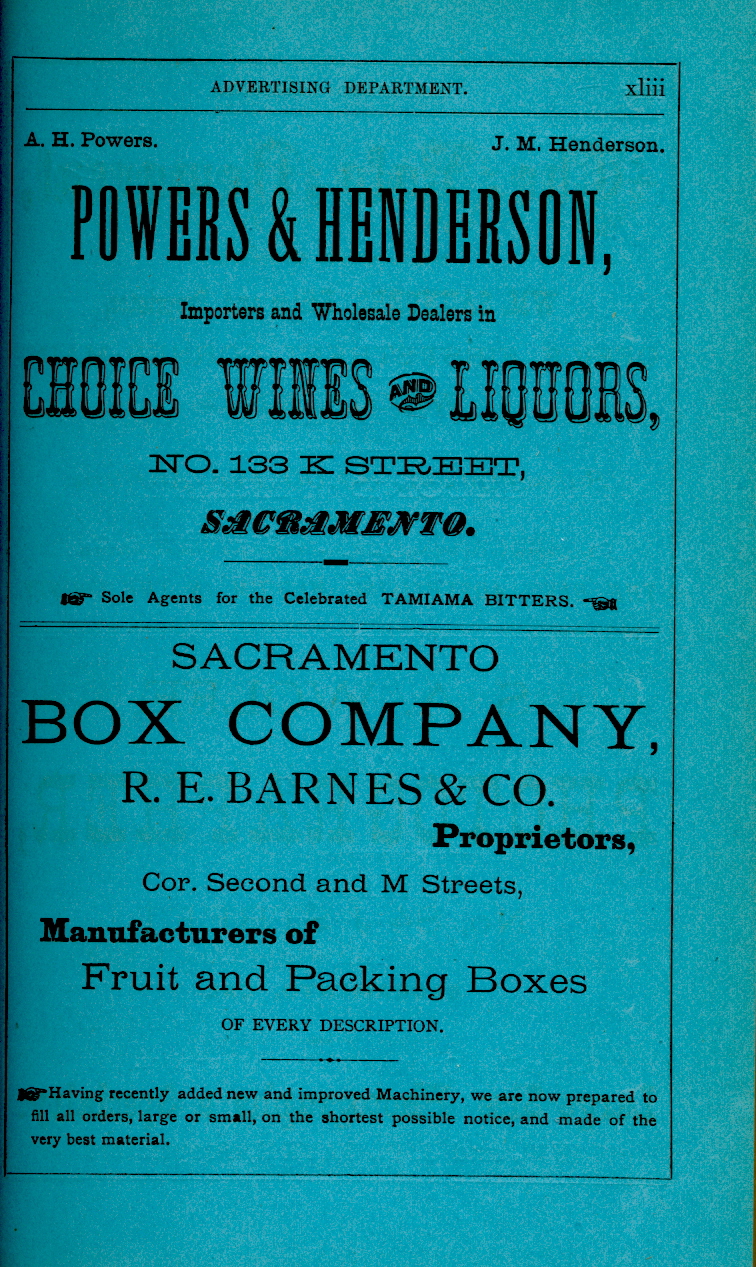 ADVERTISING DEPARTMENT. xliii
A. H. Powers. J. M. Henderson.
POWERS & HENDERSON,
Importers and Wholesale Dealers in
CHOICE WINES AND LIQUORS,
NO. 133 K STREET,
SACRAMENTO.
Sole Agents for the Celebrated TAMIAMA BITTERS.
SACRAMENTO
BOX COMPANY,
R. E. BARNES & CO.
Proprietors,
Cor. Second and M Streets,
Manufacturers of
Fruit and Packing Boxes
OF EVERY DESCRIPTION.
Having recently added new and improved Machinery, we are now prepared to
fill all orders, large or small, on the shortest possible notice, and made of the
very best material.